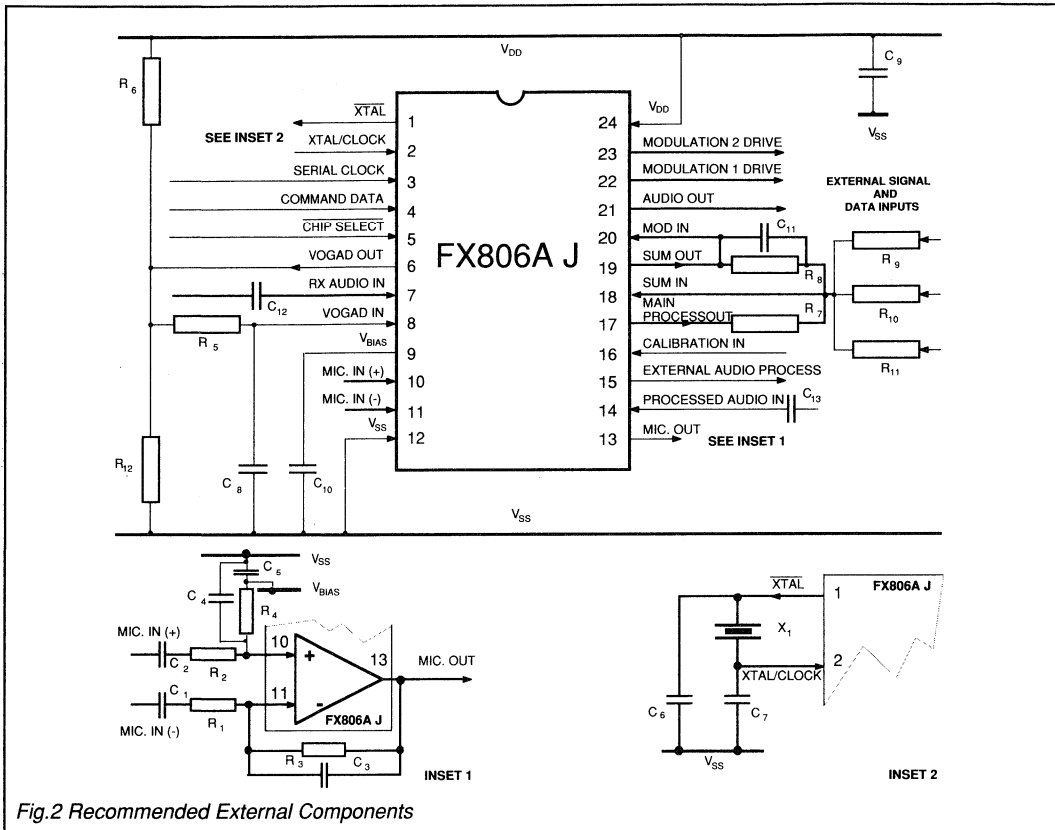 VDD
R6
C9
VSS
SEE INSET 2
FX806A J
XTAL 1
XTAL/CLOCK 2
SERIAL CLOCK 3
COMMAND DATA 4
CHIP SELECT 5
VOGAD OUT 6
RX AUDIO IN 7
C12
VOGAD IN 8
R5
VBIAS 9
MIC. IN (+) 10
MIC. IN (-) 11
VSS 12
R12
C8
C10
24 VDD
23 MODULATION 2 DRIVE
22 MODULATION 1 DRIVE
21 AUDIO OUT
20 MOD IN
C11
19 SUM OUT
R8
18 SUM IN
17 MAIN
PROCESSOUT
R7
16 CALIBRATION IN
15 EXTERNAL AUDIO PROCESS
14 PROCESSED AUDIO IN
C13
13 MIC. OUT
SEE INSET 1
EXTERNAL SIGNAL
AND
DATA INPUTS
R9
R10
R11
VSS
VSS
C5
C4
VBIAS
R4
MIC. IN (+)
C2
R2
10
+
13
MIC. OUT
C1
R1
11
-
MIC. IN (-)
FX806A J
R3
C3
INSET 1
XTAL
1
FX806A J
X1
2
XTAL/CLOCK
C6
C7
VSS
INSET 2
Fig.2 Recommended External Components